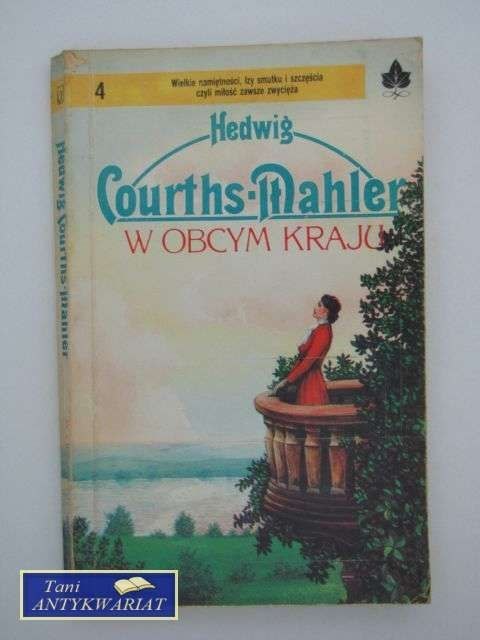 4
Wielkie namiętności, łzy smutku i szczęścia
czyli miłość zawsze zwycięża
Hedwig
Courths-Mahler
W OBCYM KRAJU
Hedwig Courths-Mahler
Tani
ANTYKWARIAT